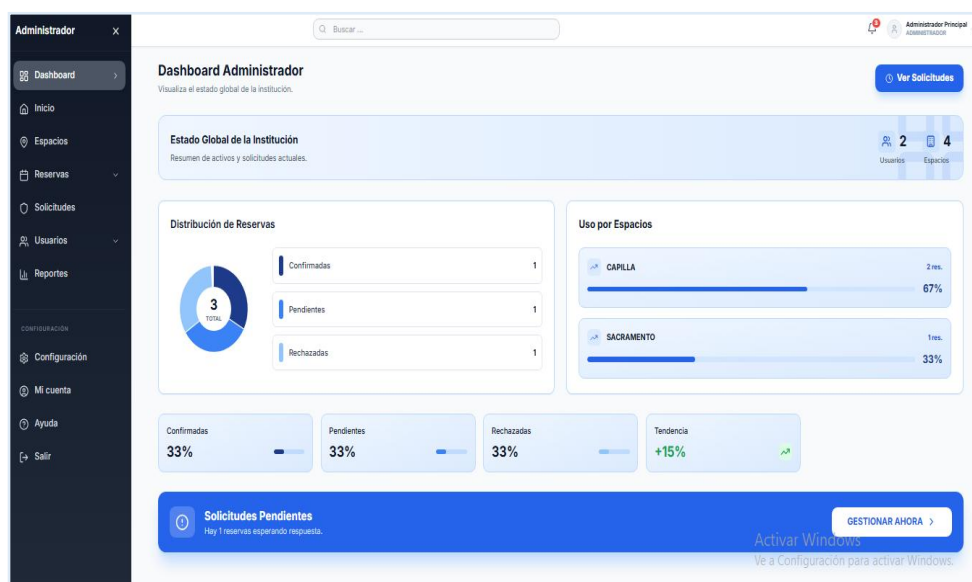 Administrador X
Dashboard
Inicio
Espacios
Reservas
Solicitudes
Usuarios
Reportes
CONFIGURACIÓN
Configuración
Mi cuenta
Ayuda
Salir
Buscar ...
Administrador Principal
ADMINISTRADOR
Dashboard Administrador
Visualiza el estado global de la institución.
Ver Solicitudes
Estado Global de la Institución
Resumen de activos y solicitudes actuales.
2
Usuarios
4
Espacios
Distribución de Reservas
3
TOTAL
Confirmadas 1
Pendientes 1
Rechazadas 1
Uso por Espacios
CAPILLA 2 res.
67%
SACRAMENTO 1 res.
33%
Confirmadas
33%
Pendientes
33%
Rechazadas
33%
Tendencia
+15%
Solicitudes Pendientes
Hay 1 reservas esperando respuesta.
GESTIONAR AHORA
Activar Windows
Ve a Configuración para activar Windows.